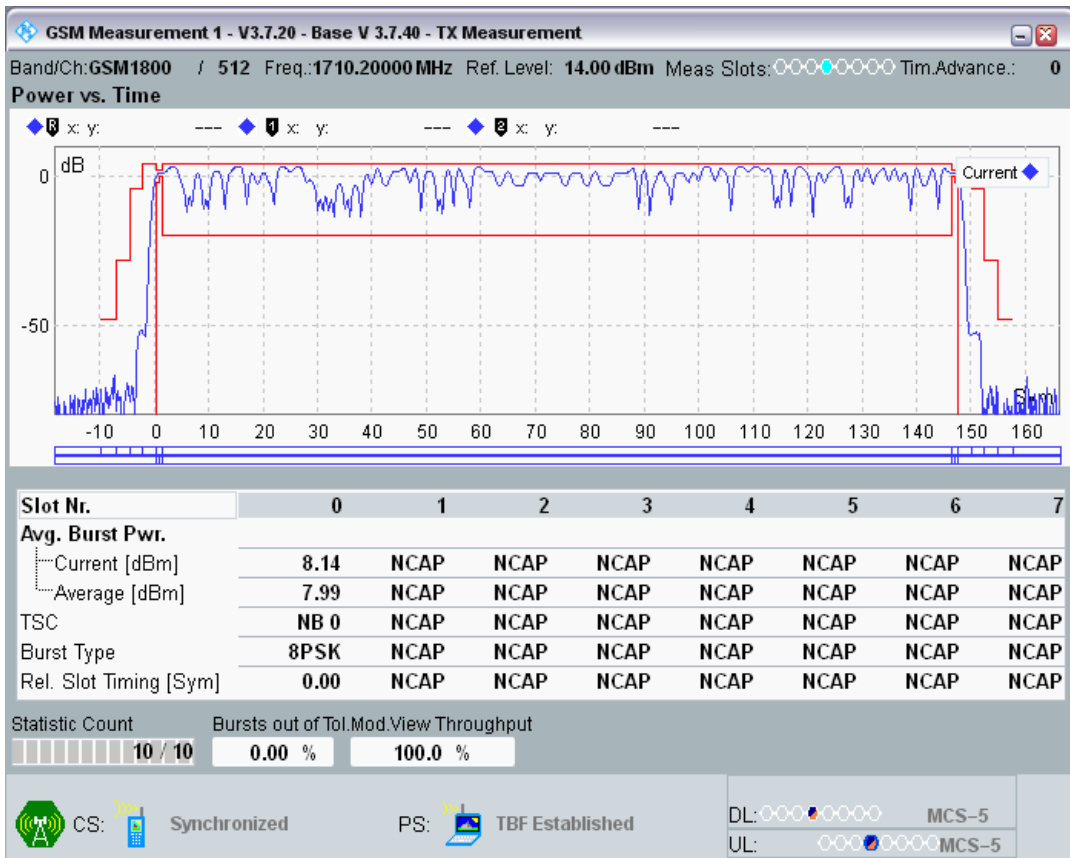 GSM Measurement 1 - V3.7.20 - Base V 3.7.40 - TX Measurement
Band/Ch:GSM1800 / 512 Freq.:1710.20000 MHz Ref. Level: 14.00 dBm Meas Slots: Tim.Advance.: 0
Power vs. Time
R x: y: --- 1 x: y: --- 2 x: y: ---
dB
Current
0
-50
Sym
-10 0 10 20 30 40 50 60 70 80 90 100 110 120 130 140 150 160
Slot Nr. 0 1 2 3 4 5 6 7
Avg. Burst Pwr.
Current [dBm] 8.14 NCAP NCAP NCAP NCAP NCAP NCAP NCAP
Average [dBm] 7.99 NCAP NCAP NCAP NCAP NCAP NCAP NCAP
TSC NB 0 NCAP NCAP NCAP NCAP NCAP NCAP NCAP
Burst Type 8PSK NCAP NCAP NCAP NCAP NCAP NCAP NCAP
Rel. Slot Timing [Sym] 0.00 NCAP NCAP NCAP NCAP NCAP NCAP NCAP
Statistic Count Bursts out of Tol.Mod.View Throughput
10 / 10 0.00 % 100.0 %
CS: Synchronized PS: TBF Established DL: MCS-5
UL: MCS-5